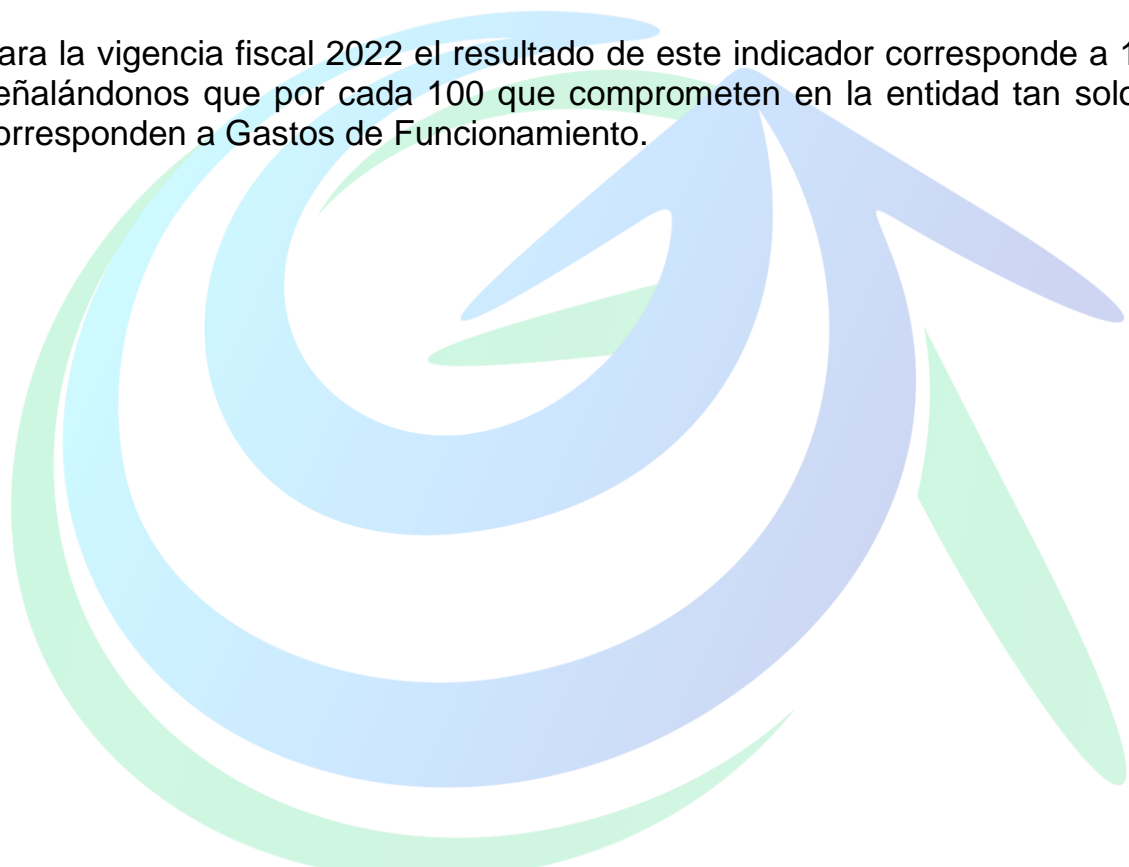 ara la vigencia fiscal 2022 el resultado de este indicador corresponde a 1
eñalándonos que por cada 100 que comprometen en la entidad tan solo
orresponden a Gastos de Funcionamiento.